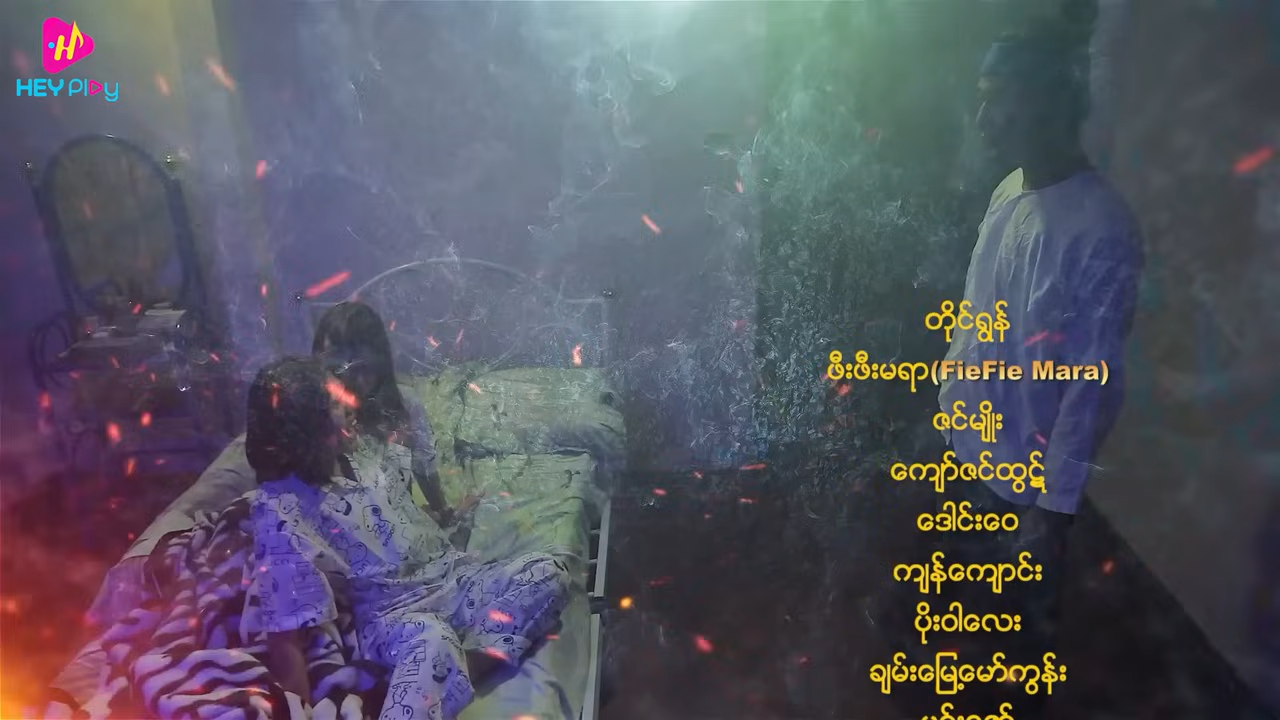 HEY Play
တိုင်ရွန်
ဖီးဖီးမရာ(FieFie Mara)
ဇင်မျိုး
ကျော်ဇင်ထွဋ်
ဒေါင်းဝေ
ကျန်ကျောင်း
ပိုးဝါလေး
ချမ်းမြေ့မော်ကွန်း